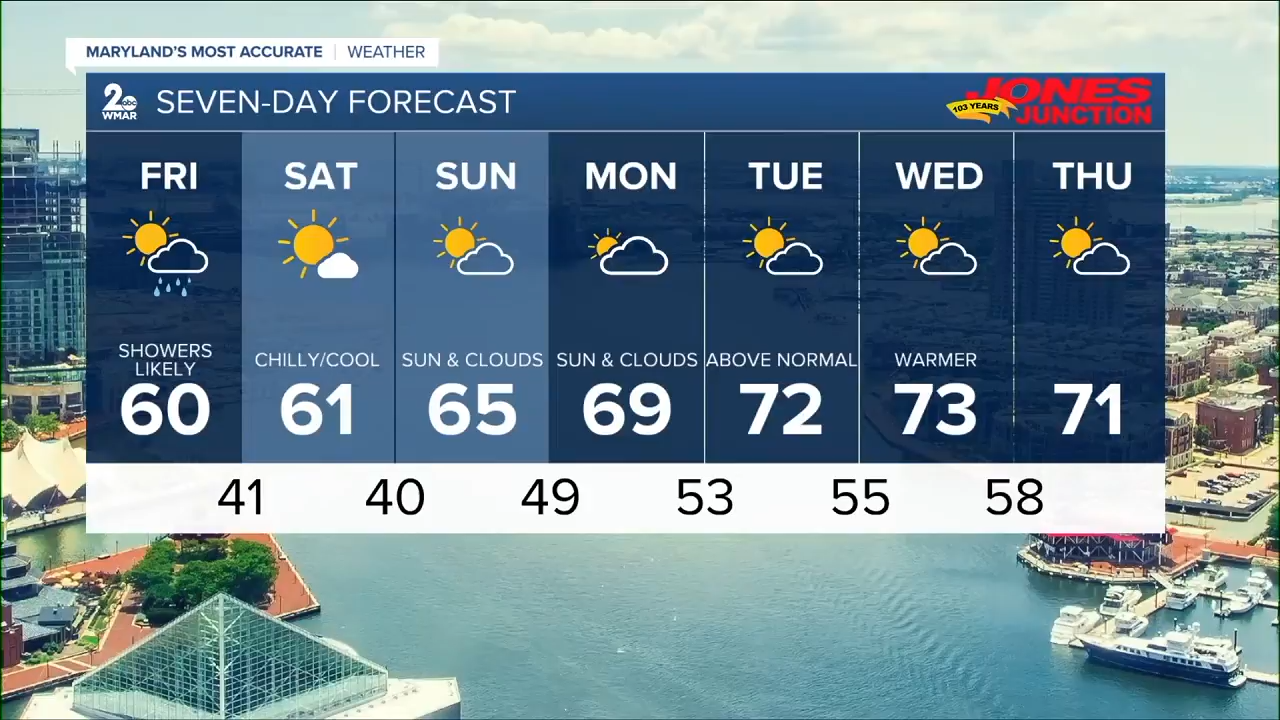 MARYLAND'S MOST ACCURATE | WEATHER
2 abc
WMAR
SEVEN-DAY FORECAST
103 YEARS
JONES
JUNCTION
FRI SAT SUN MON TUE WED THU
SHOWERS
LIKELY
CHILLY/COOL
SUN & CLOUDS
SUN & CLOUDS
ABOVE NORMAL
WARMER
60 61 65 69 72 73 71
41 40 49 53 55 58